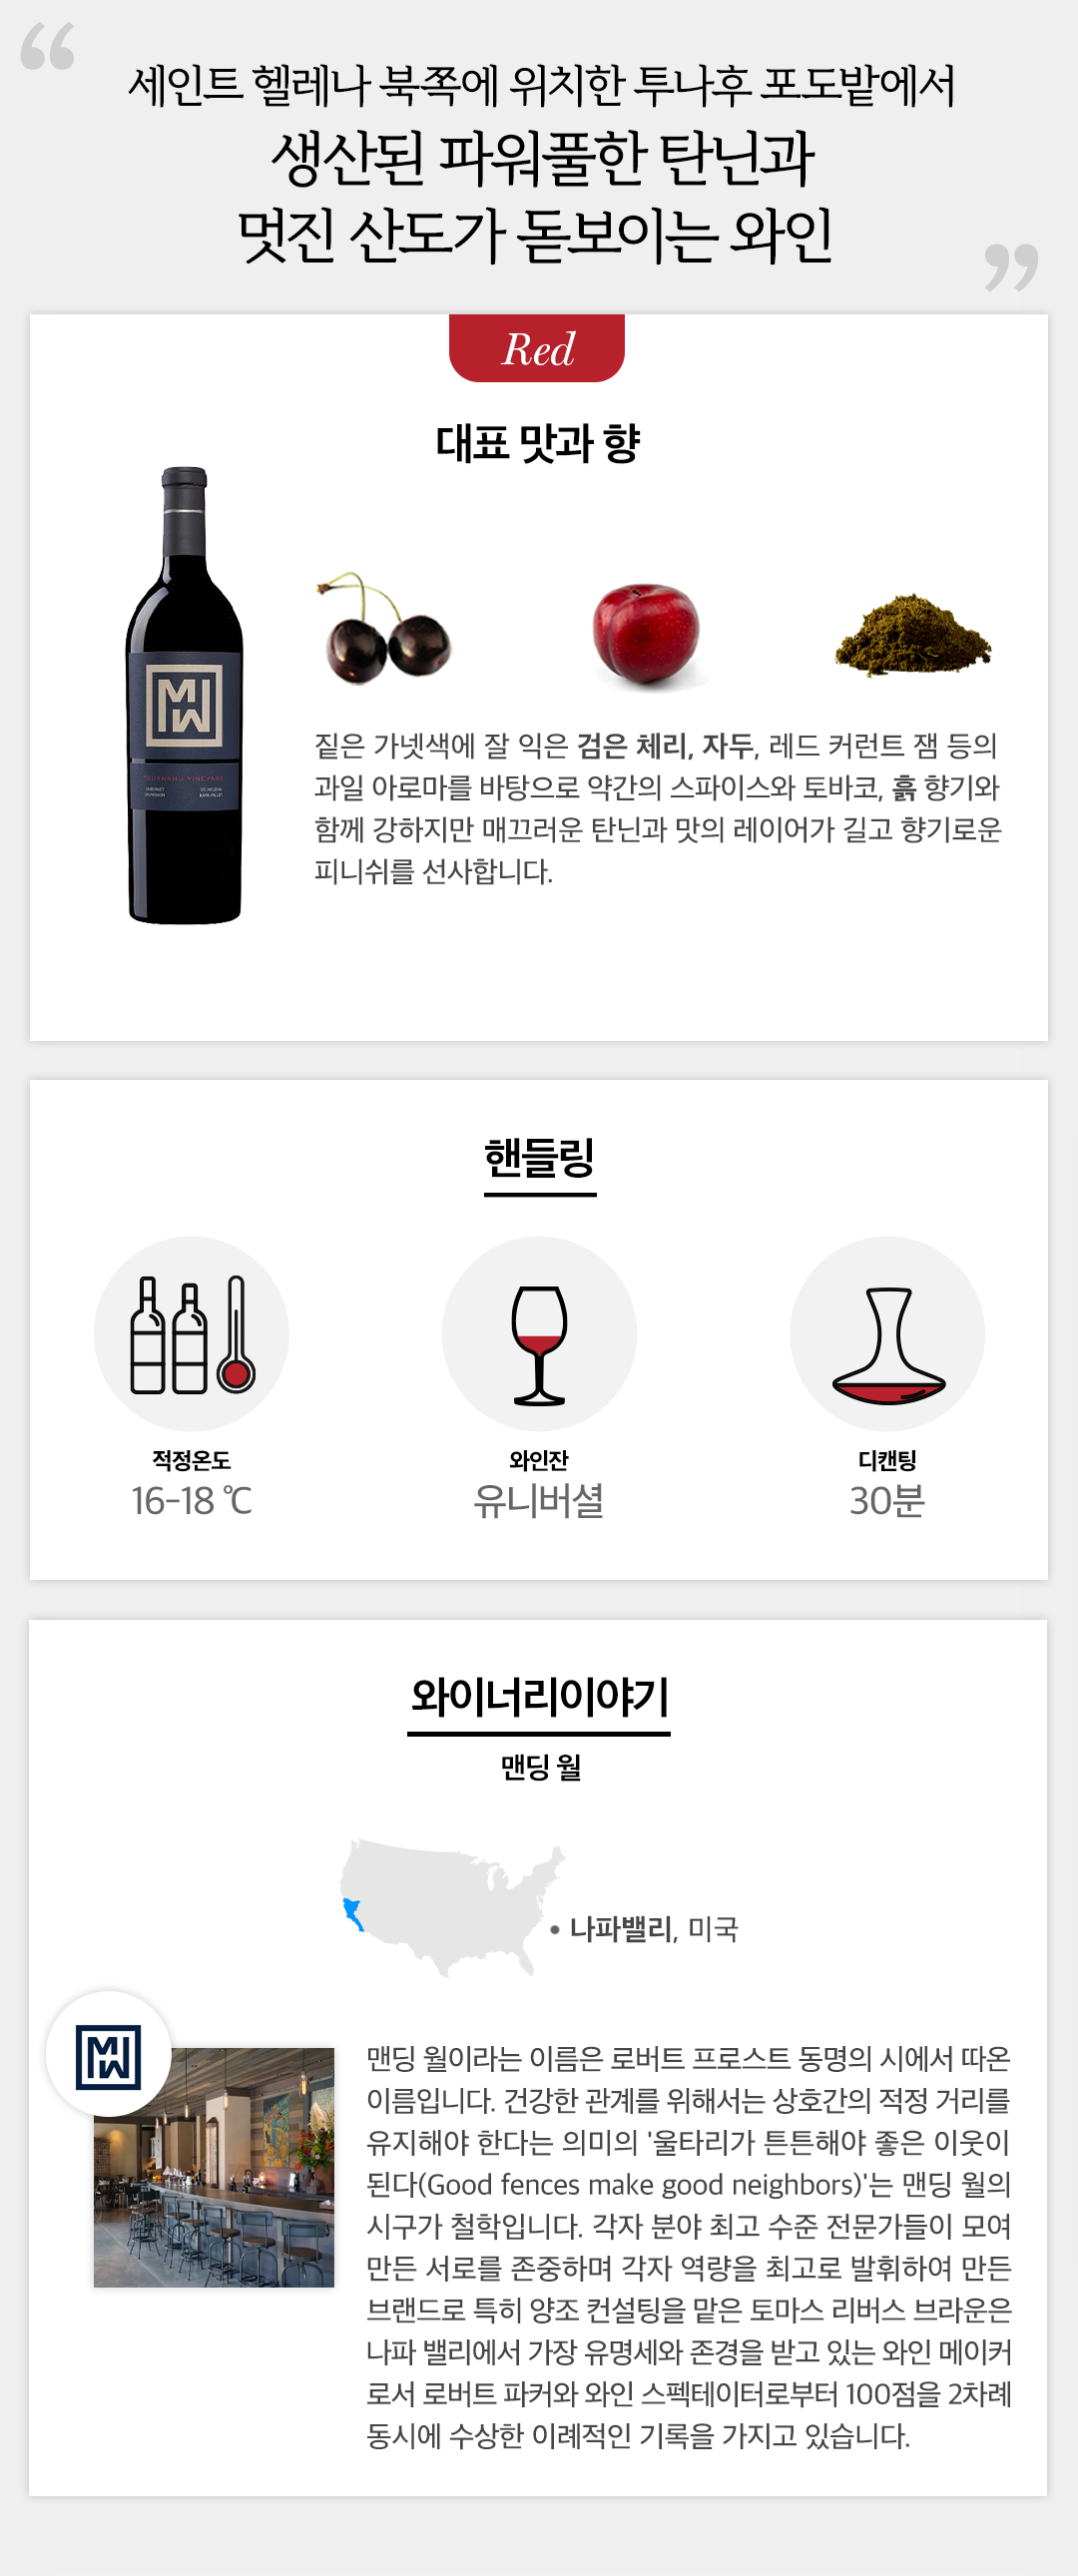 “
세인트 헬레나 북쪽에 위치한 투나후 포도밭에서
생산된 파워풀한 탄닌과
멋진 산도가 돋보이는 와인
”
Red
대표 맛과 향
MW
TOURNAHU VINEYARD
CABERNET SAUVIGNON
ST. HELENA
NAPA VALLEY
짙은 가넷색에 잘 익은 검은 체리, 자두, 레드 커런트 잼 등의
과일 아로마를 바탕으로 약간의 스파이스와 토바코, 흙 향기와
함께 강하지만 매끄러운 탄닌과 맛의 레이어가 길고 향기로운
피니쉬를 선사합니다.
핸들링
적정온도
16-18 ℃
와인잔
유니버셜
디캔팅
30분
와이너리이야기
맨딩 월
• 나파밸리, 미국
MW
맨딩 월이라는 이름은 로버트 프로스트 동명의 시에서 따온
이름입니다. 건강한 관계를 위해서는 상호간의 적정 거리를
유지해야 한다는 의미의 '울타리가 튼튼해야 좋은 이웃이
된다(Good fences make good neighbors)'는 맨딩 월의
시구가 철학입니다. 각자 분야 최고 수준 전문가들이 모여
만든 서로를 존중하며 각자 역량을 최고로 발휘하여 만든
브랜드로 특히 양조 컨설팅을 맡은 토마스 리버스 브라운은
나파 밸리에서 가장 유명세와 존경을 받고 있는 와인 메이커
로서 로버트 파커와 와인 스펙테이터로부터 100점을 2차례
동시에 수상한 이례적인 기록을 가지고 있습니다.